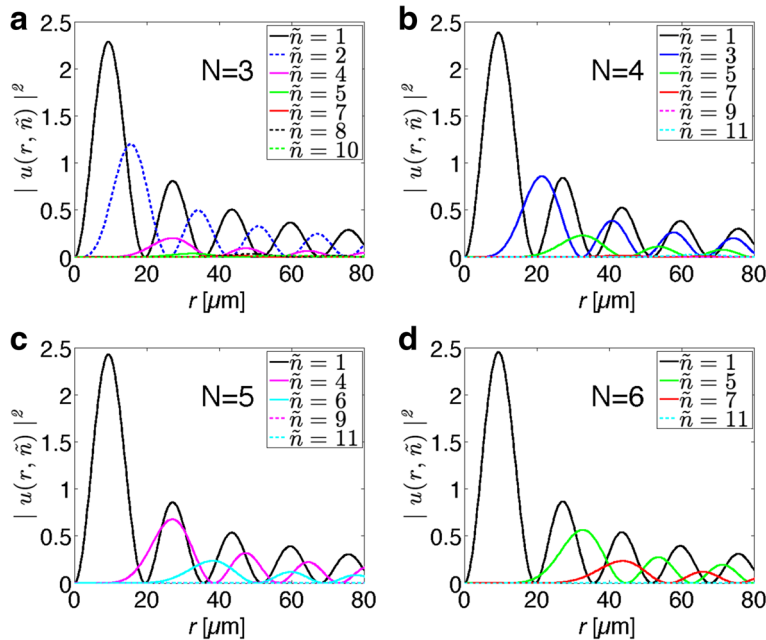 a
2.5
2
1.5
1
0.5
0
0 20 40 60 80
| u(r, ñ) |²
r [µm]
N=3
ñ = 1
ñ = 2
ñ = 4
ñ = 5
ñ = 7
ñ = 8
ñ = 10
b
2.5
2
1.5
1
0.5
0
0 20 40 60 80
| u(r, ñ) |²
r [µm]
N=4
ñ = 1
ñ = 3
ñ = 5
ñ = 7
ñ = 9
ñ = 11
c
2.5
2
1.5
1
0.5
0
0 20 40 60 80
| u(r, ñ) |²
r [µm]
N=5
ñ = 1
ñ = 4
ñ = 6
ñ = 9
ñ = 11
d
2.5
2
1.5
1
0.5
0
0 20 40 60 80
| u(r, ñ) |²
r [µm]
N=6
ñ = 1
ñ = 5
ñ = 7
ñ = 11